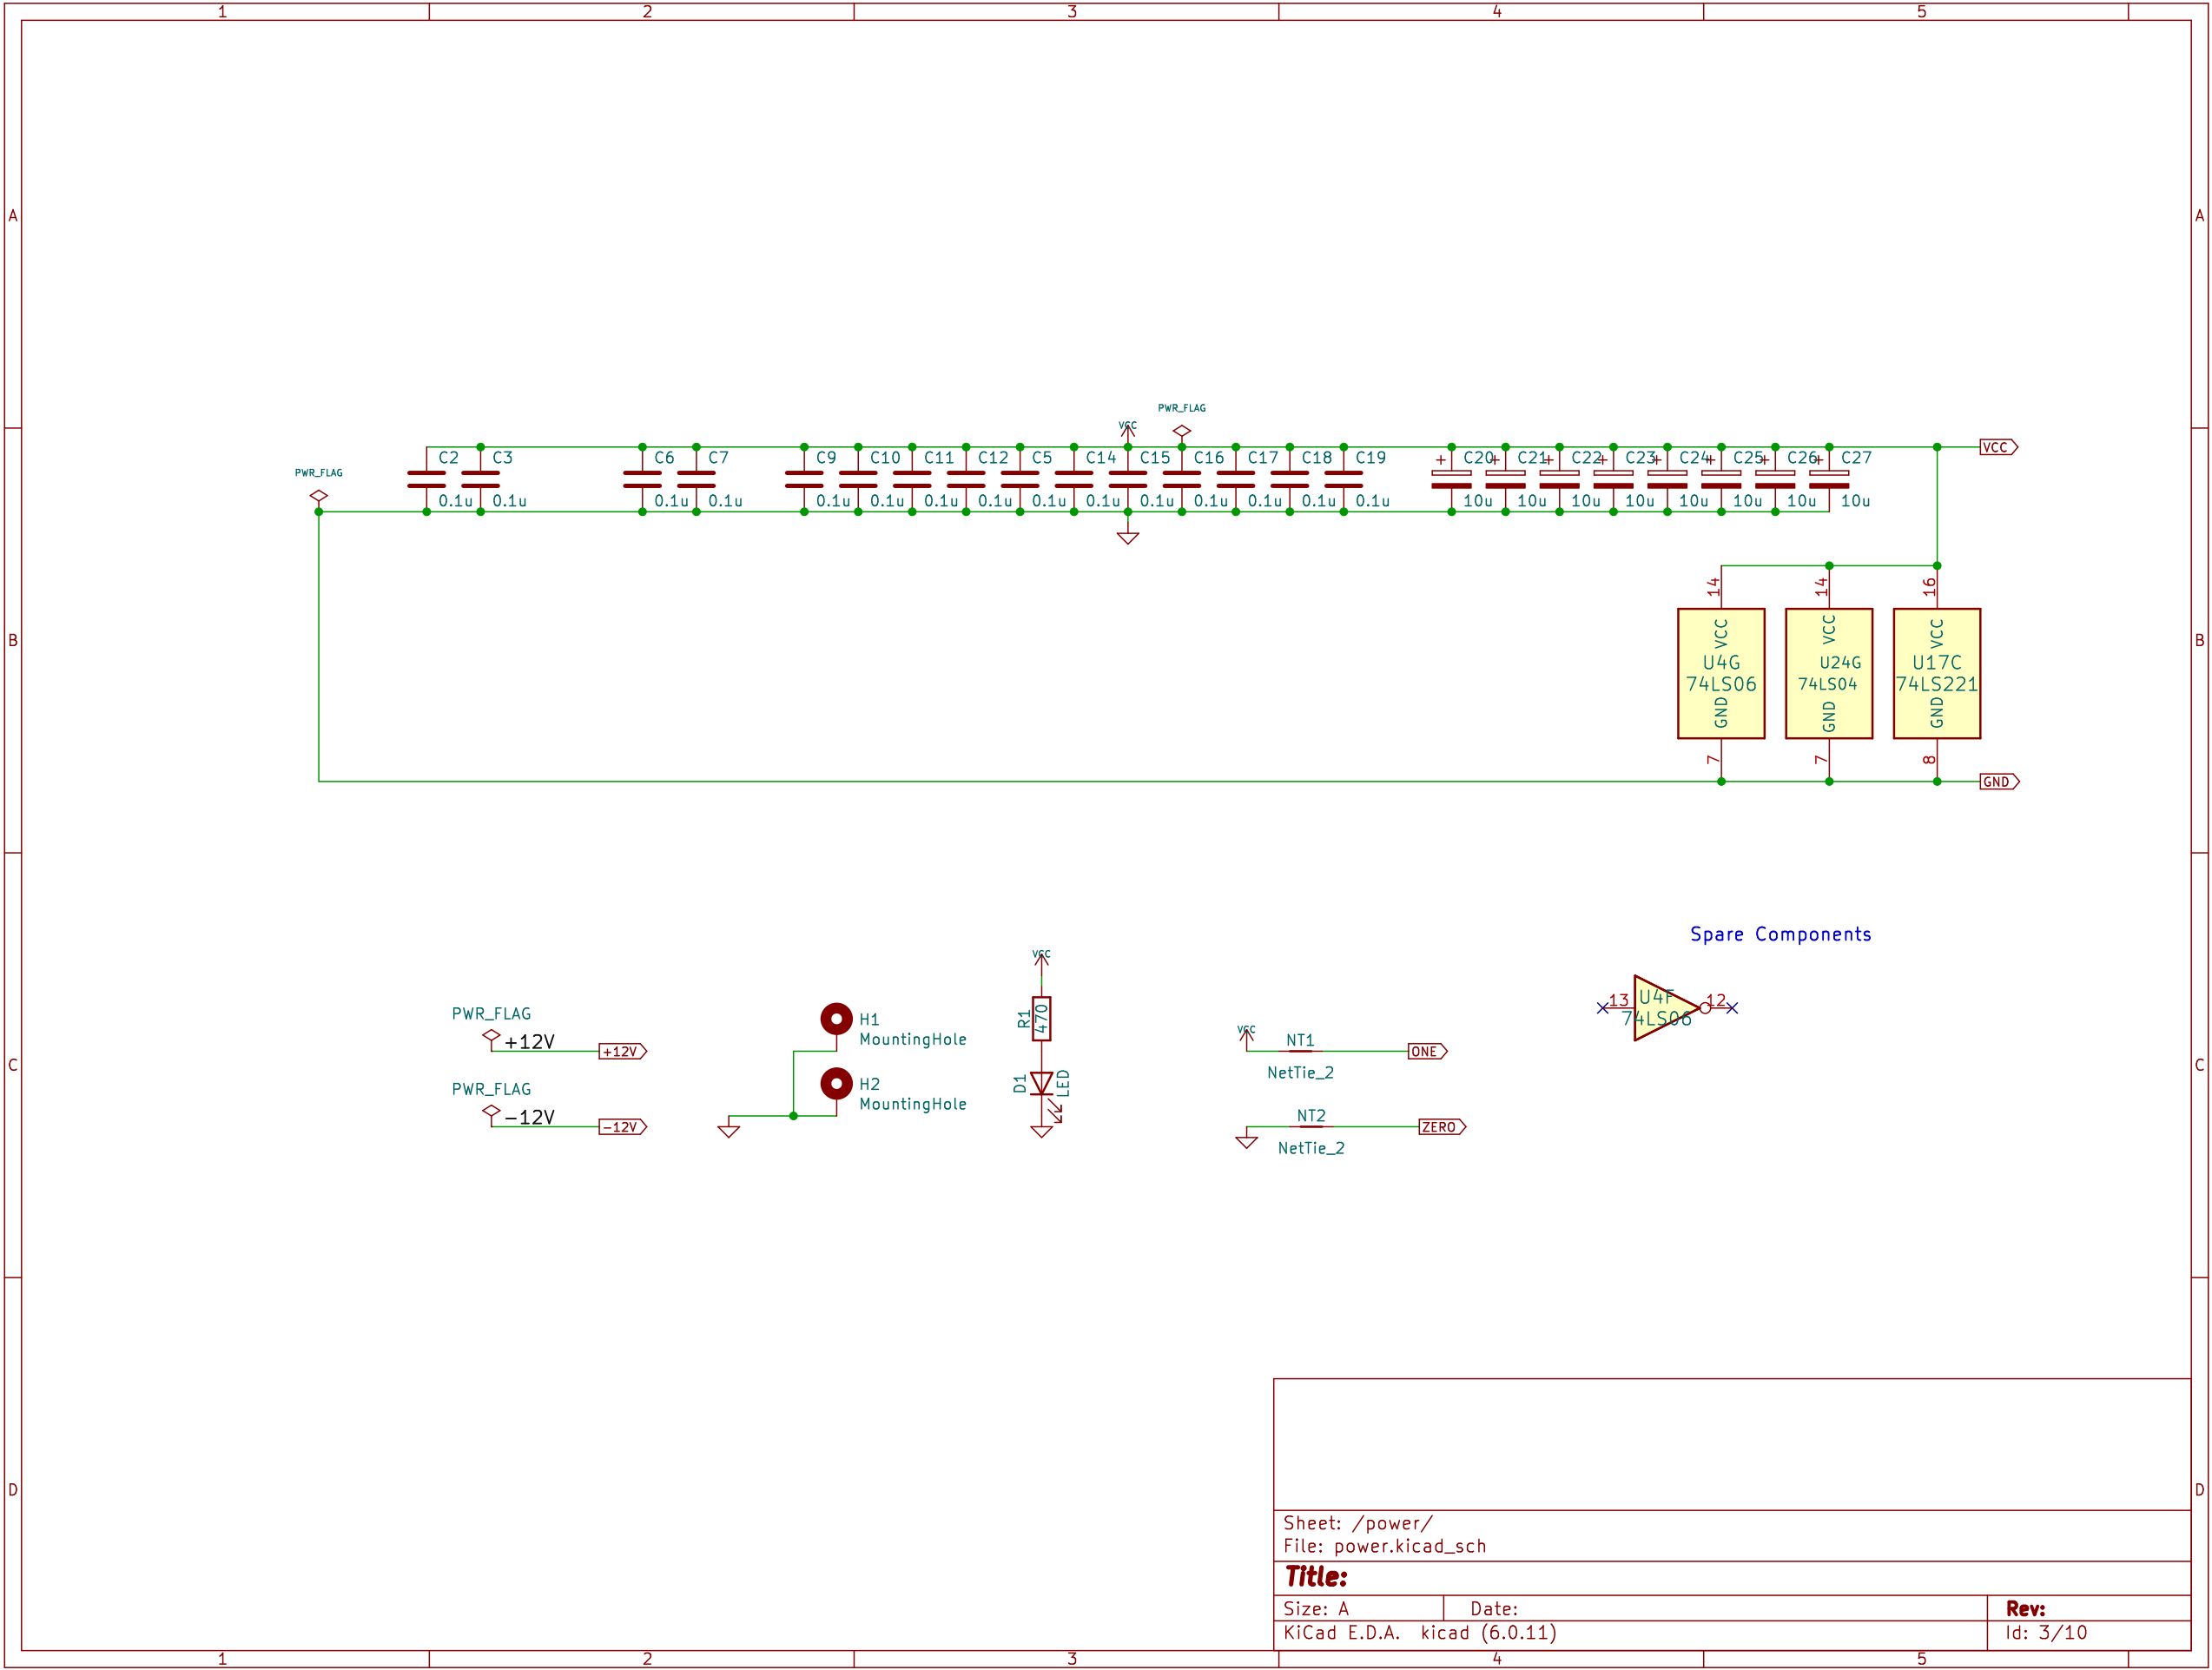 1 2 3 4 5
A A
PWR_FLAG
VCC
VCC
C2 C3 C6 C7 C9 C10 C11 C12 C5 C14 C15 C16 C17 C18 C19 + C20 + C21 + C22 + C23 + C24 + C25 + C26 + C27
PWR_FLAG
0.1u 0.1u 0.1u 0.1u 0.1u 0.1u 0.1u 0.1u 0.1u 0.1u 0.1u 0.1u 0.1u 0.1u 0.1u 10u 10u 10u 10u 10u 10u 10u 10u
14 14 16
VCC VCC VCC
B B
U4G U24G U17C
74LS06 74LS04 74LS221
GND GND GND
7 7 8
GND
Spare Components
VCC
13 U4F 12
74LS06
PWR_FLAG
H1
R1 470
MountingHole
VCC
+12V
NT1
+12V
ONE
C C
NetTie_2
PWR_FLAG
H2
D1 LED
MountingHole
-12V
NT2
-12V
ZERO
NetTie_2
D D
Sheet: /power/
File: power.kicad_sch
Title:
Size: A Date: Rev:
KiCad E.D.A. kicad (6.0.11) Id: 3/10
1 2 3 4 5